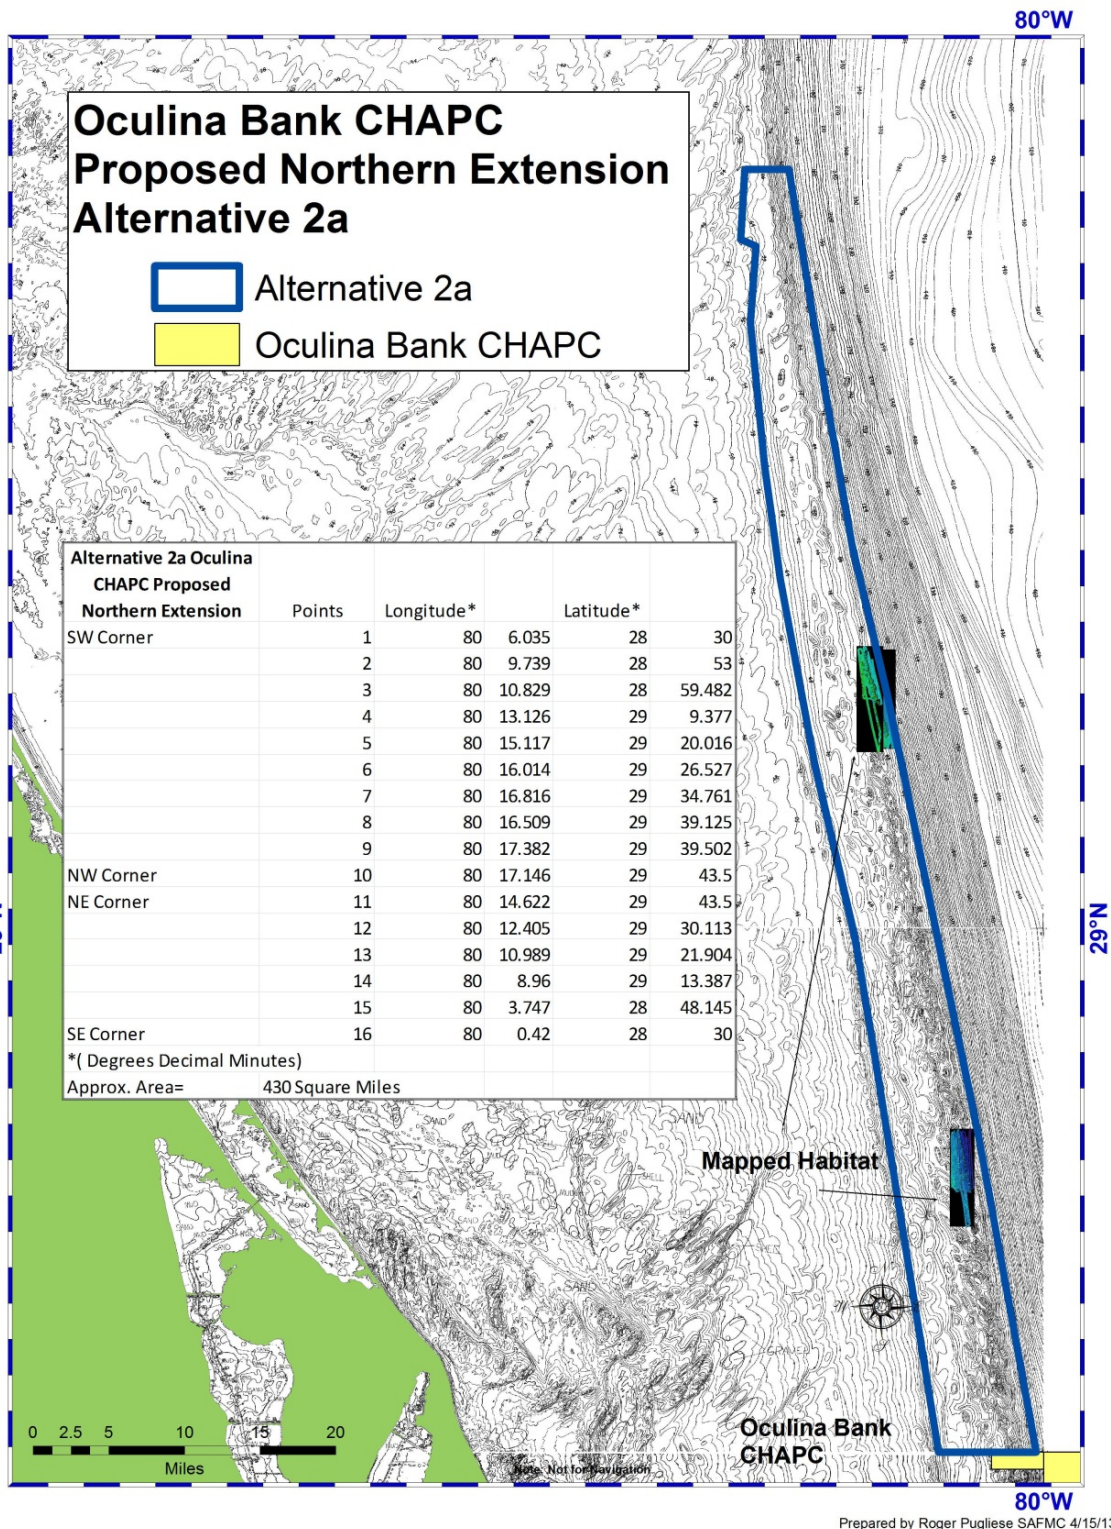 80°W
Oculina Bank CHAPC
Proposed Northern Extension
Alternative 2a
Alternative 2a
Oculina Bank CHAPC
Alternative 2a Oculina
CHAPC Proposed
Northern Extension Points Longitude* Latitude*
SW Corner 1 80 6.035 28 30
2 80 9.739 28 53
3 80 10.829 28 59.482
4 80 13.126 29 9.377
5 80 15.117 29 20.016
6 80 16.014 29 26.527
7 80 16.816 29 34.761
8 80 16.509 29 39.125
9 80 17.382 29 39.502
NW Corner 10 80 17.146 29 43.5
NE Corner 11 80 14.622 29 43.5
12 80 12.405 29 30.113
13 80 10.989 29 21.904
14 80 8.96 29 13.387
15 80 3.747 28 48.145
SE Corner 16 80 0.42 28 30
*( Degrees Decimal Minutes)
Approx. Area= 430 Square Miles
29°N
SAND
SAND
SHELL
Mapped Habitat
SAND
GRAVEL
Oculina Bank
CHAPC
0 2.5 5 10 15 20
Miles
Note: Not for Navigation
80°W
Prepared by Roger Pugliese SAFMC 4/15/13